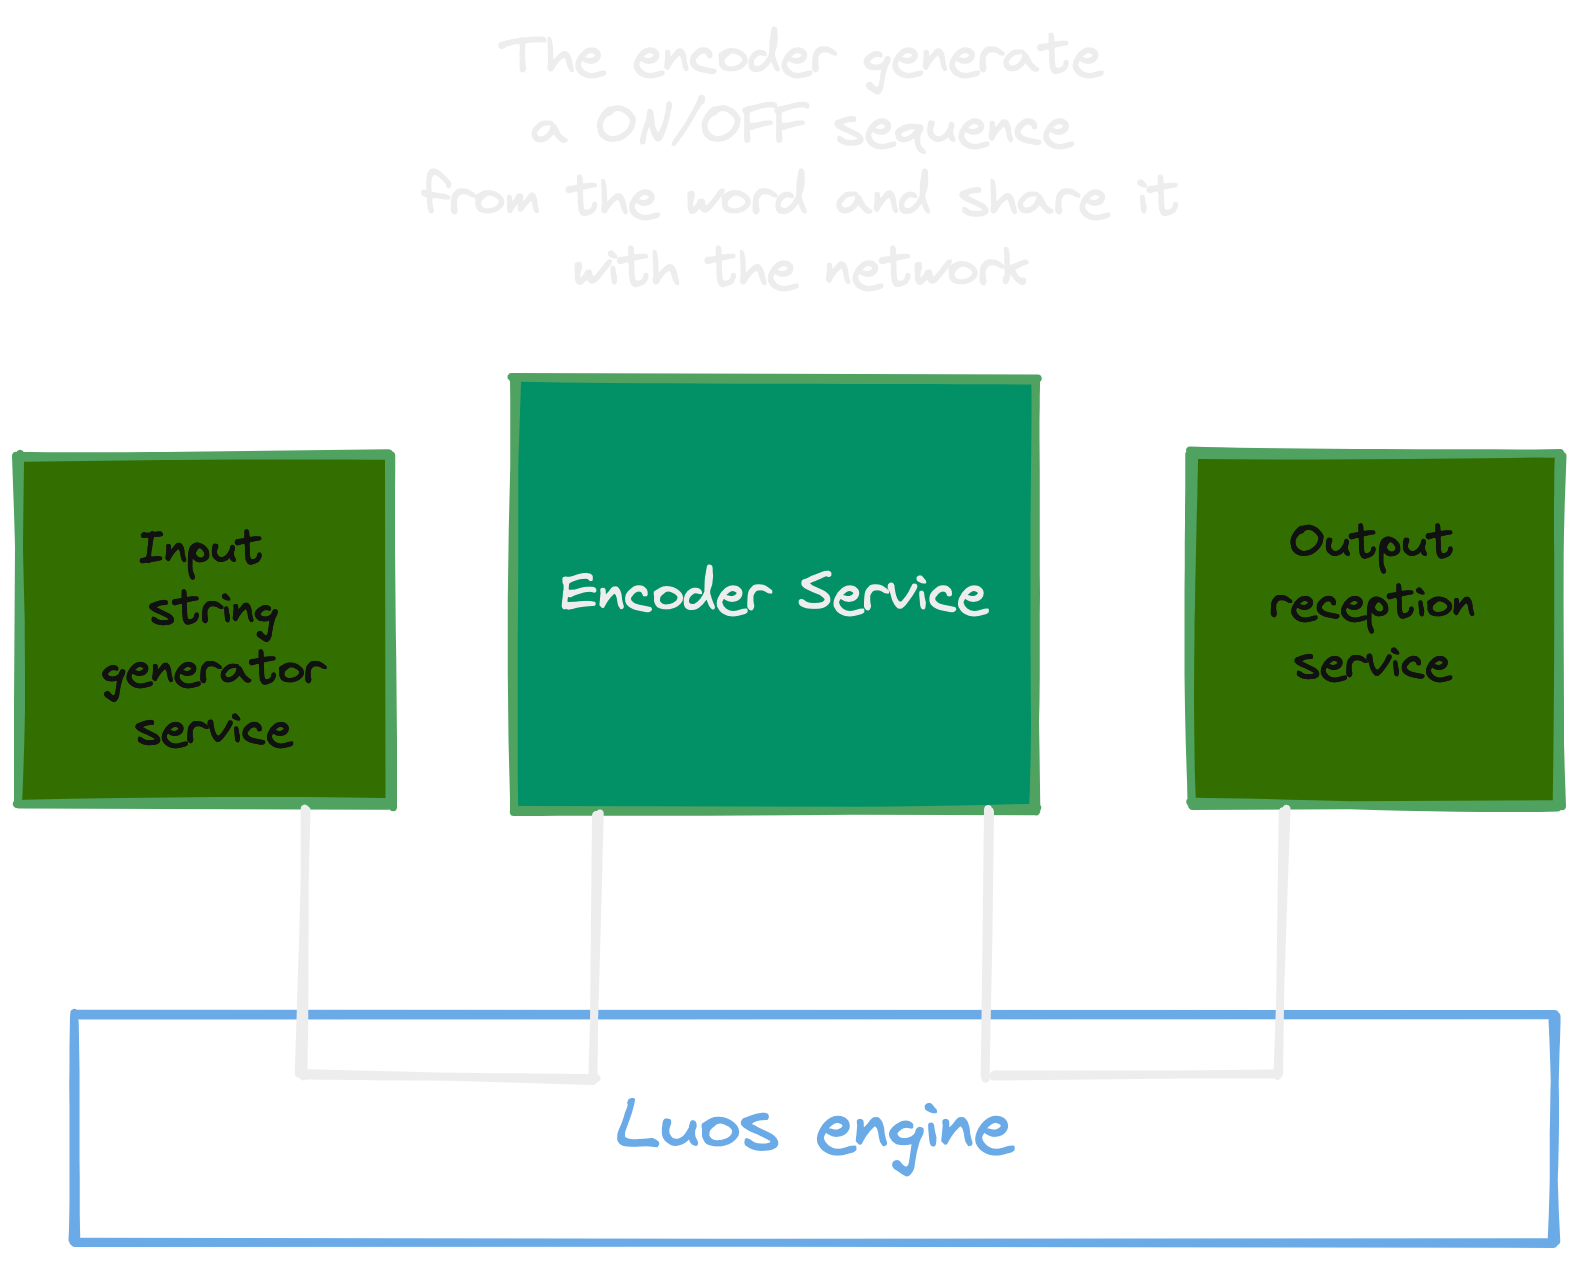 The encoder generate
a ON/OFF sequence
from the word and share it
with the network
Input
string
generator
service
Encoder Service
Output
reception
service
Luos engine